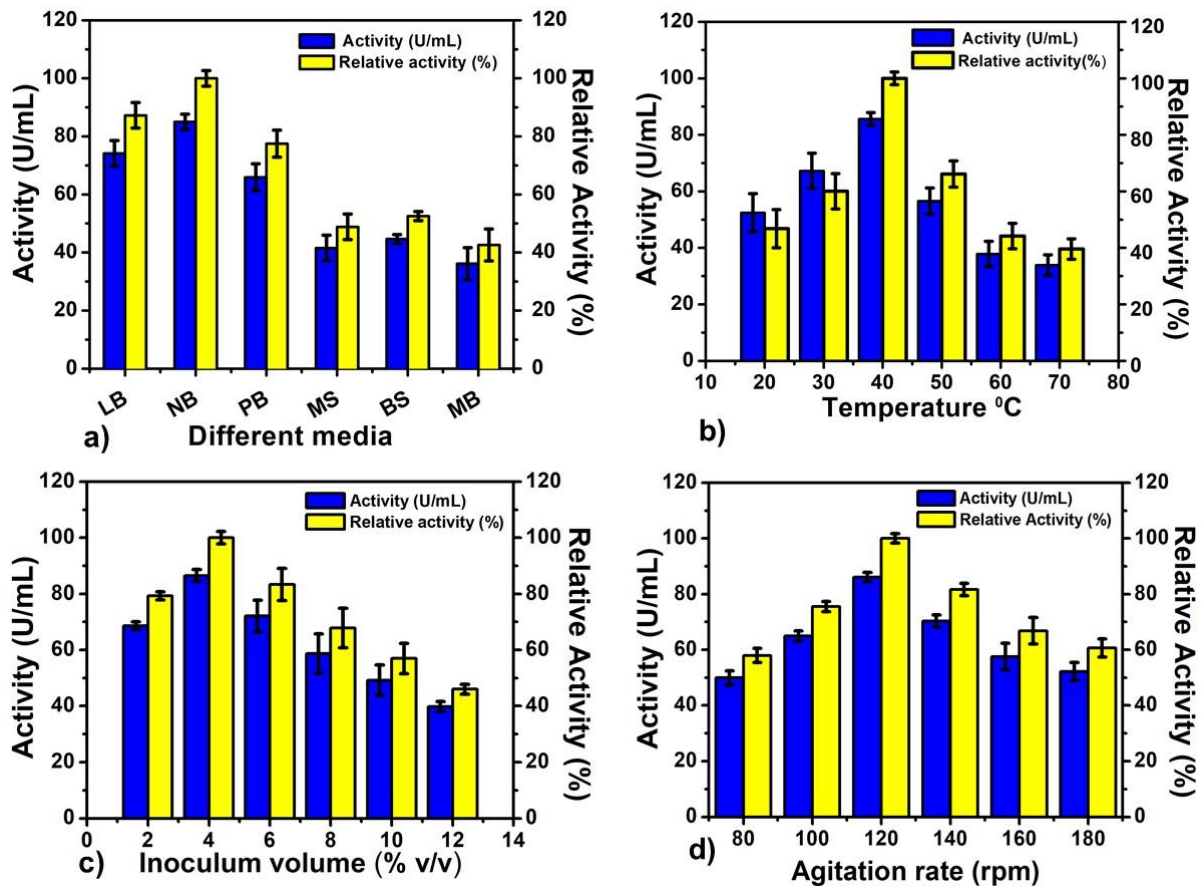 120
100
80
60
40
20
0
Activity (U/mL)
Activity (U/mL)
Relative activity (%)
120
100
80
60
40
20
0
Relative Activity (%)
LB NB PB MS BS MB
a) Different media
120
100
80
60
40
20
0
Activity (U/mL)
Activity (U/mL)
Relative activity(%)
120
100
80
60
40
20
0
Relative Activity (%)
10 20 30 40 50 60 70 80
b) Temperature ⁰C
120
100
80
60
40
20
0
Activity (U/mL)
Activity (U/mL)
Relative activity (%)
120
100
80
60
40
20
0
Relative Activity (%)
0 2 4 6 8 10 12 14
c) Inoculum volume (% v/v)
120
100
80
60
40
20
0
Activity (U/mL)
Activity (U/mL)
Relative Activity (%)
120
100
80
60
40
20
0
Relative Activity (%)
80 100 120 140 160 180
d) Agitation rate (rpm)